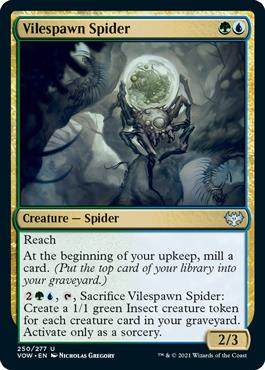 Vilespawn Spider
Creature — Spider
Reach
At the beginning of your upkeep, mill a
card. (Put the top card of your library into
your graveyard.)
2, , Sacrifice Vilespawn Spider:
Create a 1/1 green Insect creature token
for each creature card in your graveyard.
Activate only as a sorcery.
2/3
250/277 U
VOW • EN NICHOLAS GREGORY
™ & © 2021 Wizards of the Coast